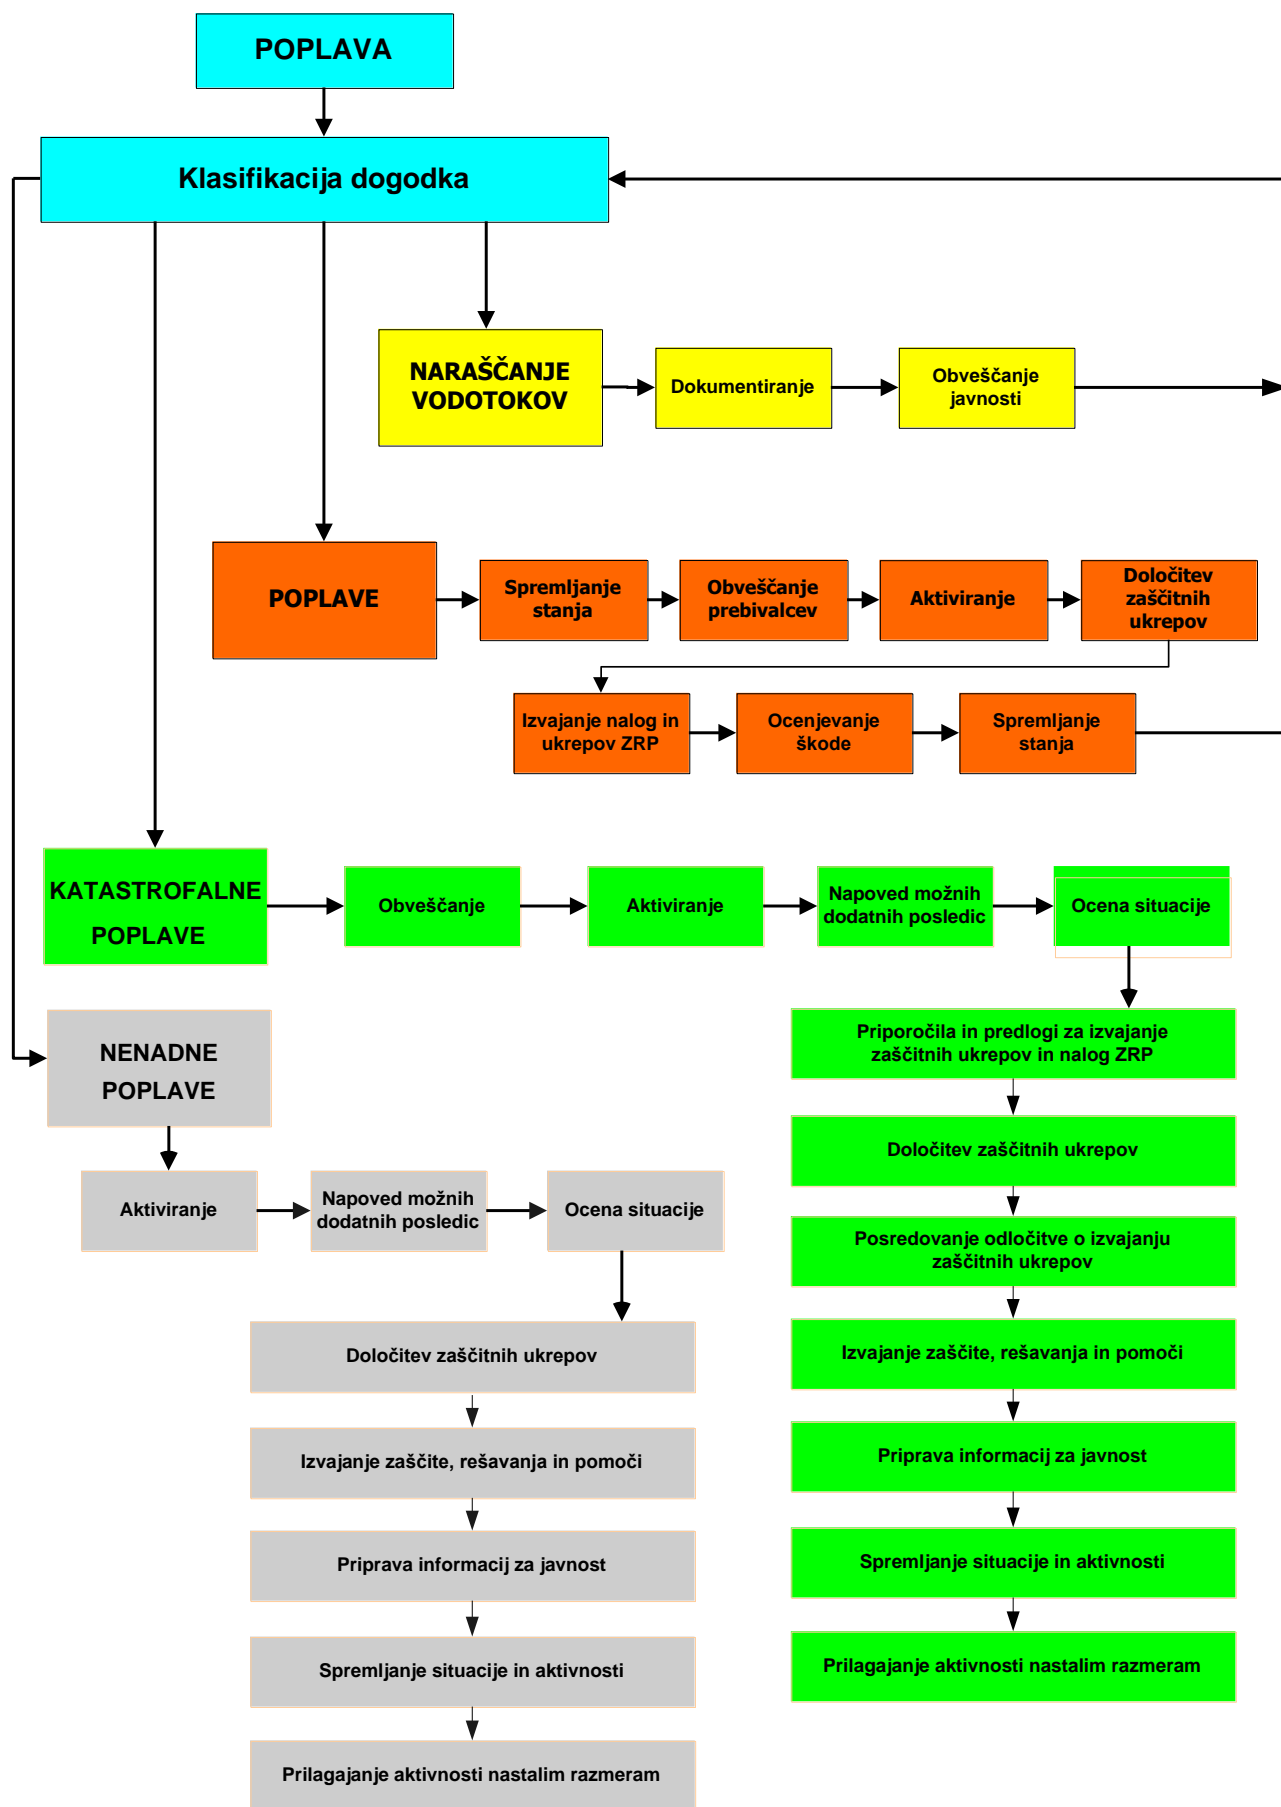 POPLAVA
Klasifikacija dogodka
NARAŠČANJE
VODOTOKOV
Dokumentiranje
Obveščanje
javnosti
POPLAVE
Spremljanje
stanja
Obveščanje
prebivalcev
Aktiviranje
Določitev
zaščitnih
ukrepov
Izvajanje nalog in
ukrepov ZRP
Ocenjevanje
škode
Spremljanje
stanja
KATASTROFALNE
POPLAVE
Obveščanje
Aktiviranje
Napoved možnih
dodatnih posledic
Ocena situacije
Priporočila in predlogi za izvajanje
zaščitnih ukrepov in nalog ZRP
Določitev zaščitnih ukrepov
Posredovanje odločitve o izvajanju
zaščitnih ukrepov
Izvajanje zaščite, reševanja in pomoči
Priprava informacij za javnost
Spremljanje situacije in aktivnosti
Prilagajanje aktivnosti nastalim razmeram
NENADNE
POPLAVE
Aktiviranje
Napoved možnih
dodatnih posledic
Ocena situacije
Določitev zaščitnih ukrepov
Izvajanje zaščite, reševanja in pomoči
Priprava informacij za javnost
Spremljanje situacije in aktivnosti
Prilagajanje aktivnosti nastalim razmeram